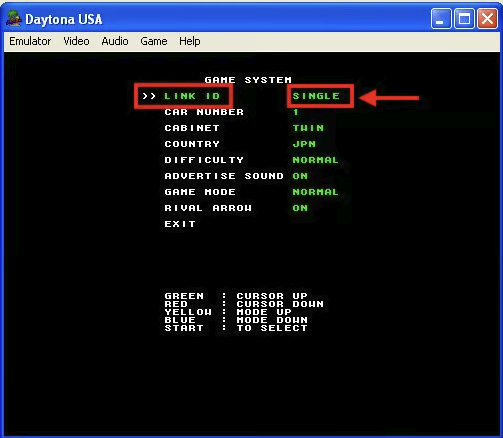 Daytona USA
Emulator Video Audio Game Help
GAME SYSTEM
>> LINK ID SINGLE
CAR NUMBER 1
CABINET TWIN
COUNTRY JPN
DIFFICULTY NORMAL
ADVERTISE SOUND ON
GAME MODE NORMAL
RIVAL ARROW ON
EXIT
GREEN : CURSOR UP
RED : CURSOR DOWN
YELLOW : MODE UP
BLUE : MODE DOWN
START : TO SELECT